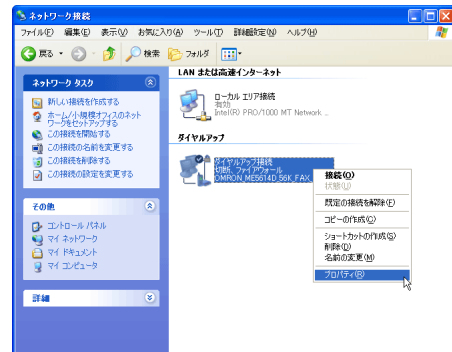 ネットワーク接続
ファイル(F) 編集(E) 表示(V) お気に入り(A) ツール(T) 詳細設定(N) ヘルプ(H)
戻る 検索 フォルダ
ネットワーク タスク
新しい接続を作成する
ホーム/小規模オフィスのネットワークをセットアップする
この接続を開始する
この接続の名前を変更する
この接続を削除する
この接続の設定を変更する
その他
コントロール パネル
マイ ネットワーク
マイ ドキュメント
マイ コンピュータ
詳細
LAN または高速インターネット
ローカル エリア接続
有効
Intel(R) PRO/1000 MT Network ...
ダイヤルアップ
ダイヤルアップ接続
切断、ファイアウォール
OMRON_ME5614D_56K_FAX_
接続(O)
状態(U)
既定の接続を解除(F)
コピーの作成(C)
ショートカットの作成(S)
削除(D)
名前の変更(M)
プロパティ(R)